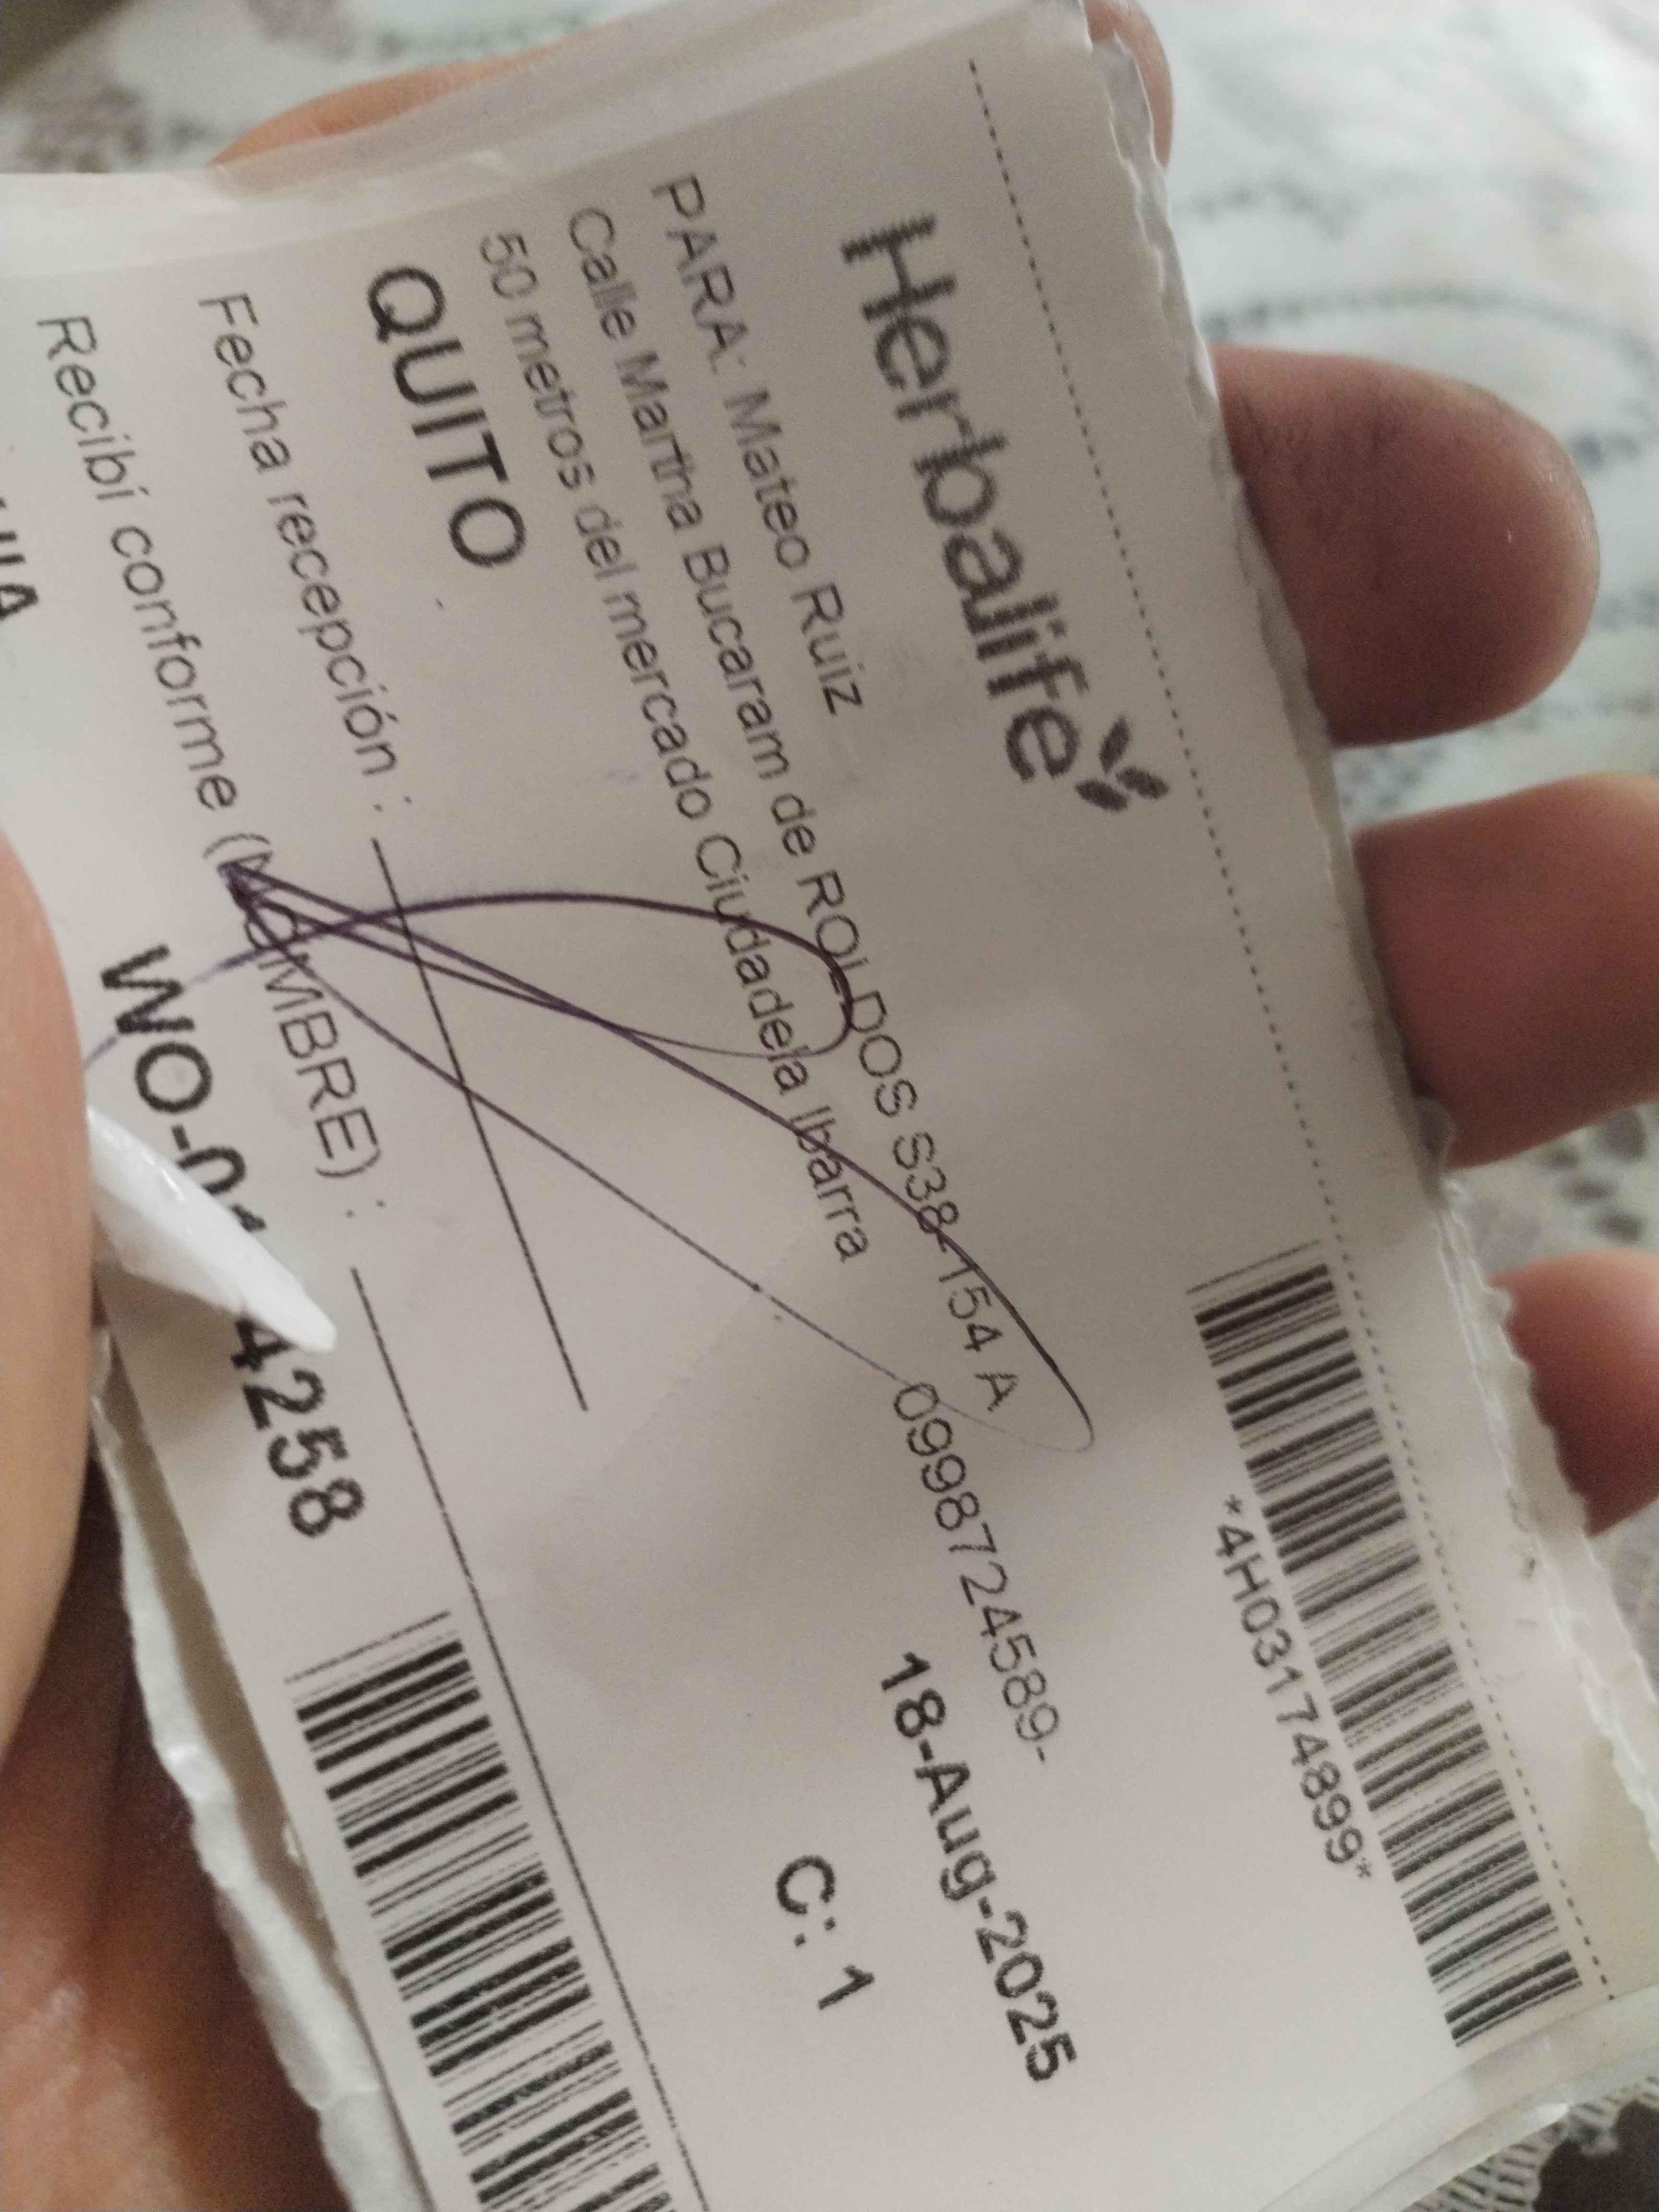 *4H03174899*
Herbalife
PARA: Mateo Ruiz
Calle Martha Bucaram de ROLDOS S38-154 A
0998724589-
50 metros del mercado Ciudadela Ibarra
18-Aug-2025
QUITO
C: 1
Fecha recepción :
Recibí conforme (NOMBRE) :
4258